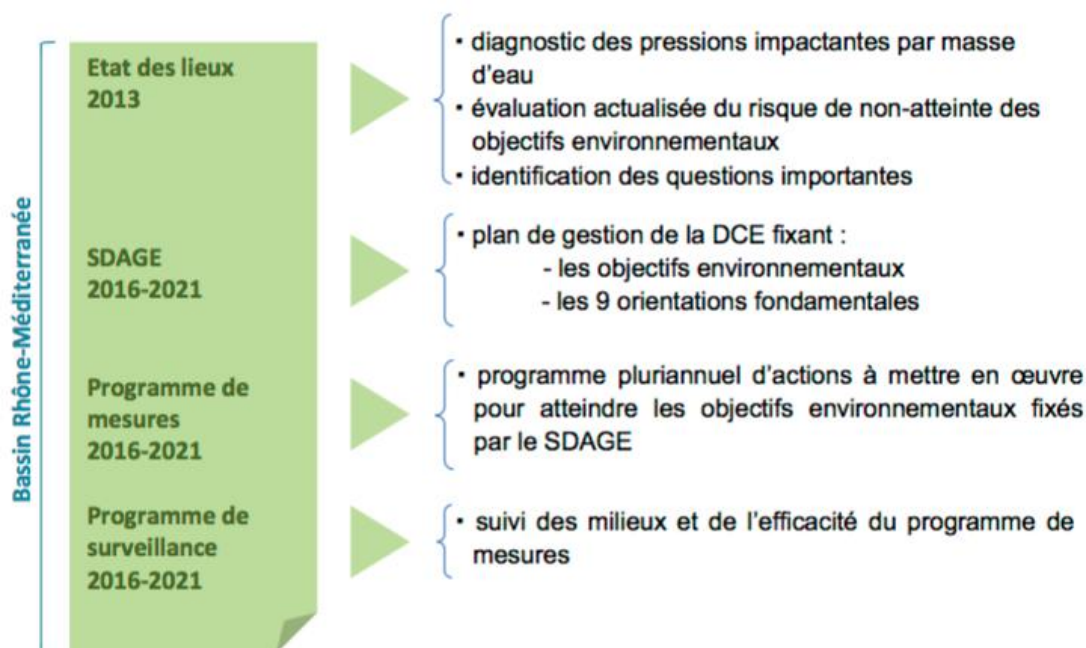 Bassin Rhône-Méditerranée
Etat des lieux
2013
· diagnostic des pressions impactantes par masse
d'eau
· évaluation actualisée du risque de non-atteinte des
objectifs environnementaux
· identification des questions importantes
SDAGE
2016-2021
· plan de gestion de la DCE fixant :
- les objectifs environnementaux
- les 9 orientations fondamentales
Programme de
mesures
2016-2021
· programme pluriannuel d'actions à mettre en œuvre
pour atteindre les objectifs environnementaux fixés
par le SDAGE
Programme de
surveillance
2016-2021
· suivi des milieux et de l'efficacité du programme de
mesures